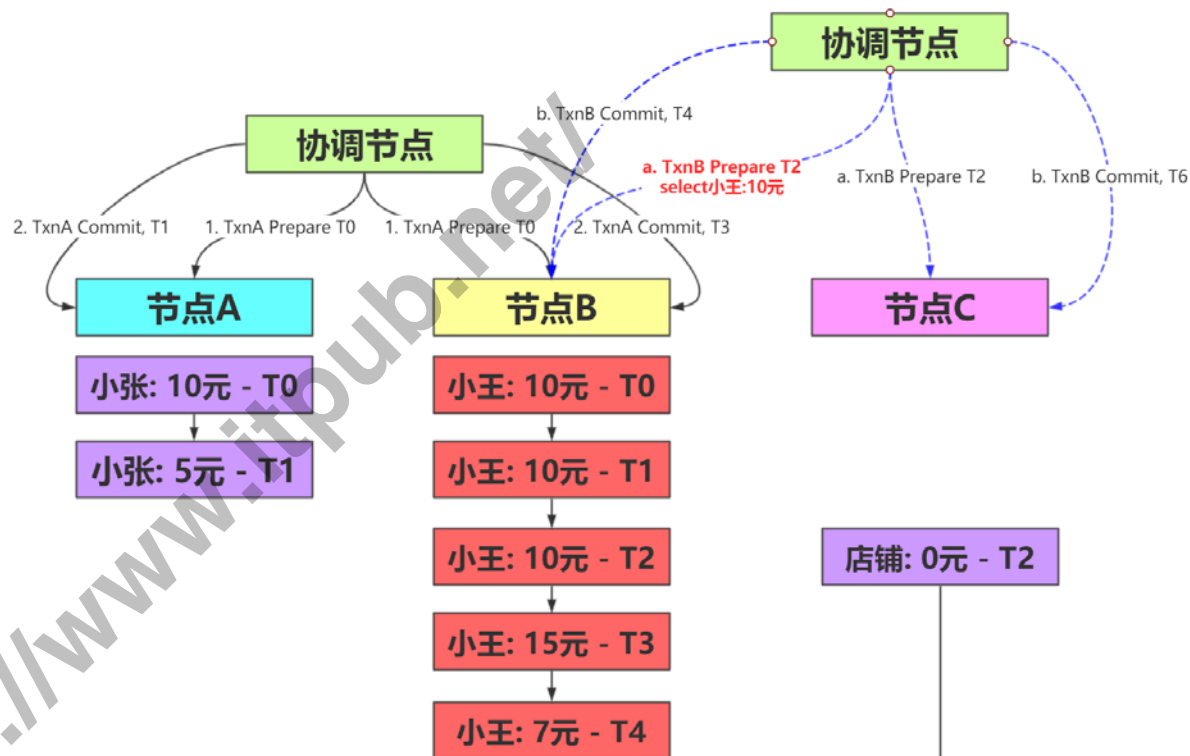 协调节点
协调节点
b. TxnB Commit, T4
a. TxnB Prepare T2
select小王:10元
a. TxnB Prepare T2
b. TxnB Commit, T6
2. TxnA Commit, T1
1. TxnA Prepare T0
1. TxnA Prepare T0
2. TxnA Commit, T3
节点A
节点B
节点C
小张: 10元 - T0
小王: 10元 - T0
小张: 5元 - T1
小王: 10元 - T1
小王: 10元 - T2
店铺: 0元 - T2
小王: 15元 - T3
小王: 7元 - T4
://www.itpub.net/